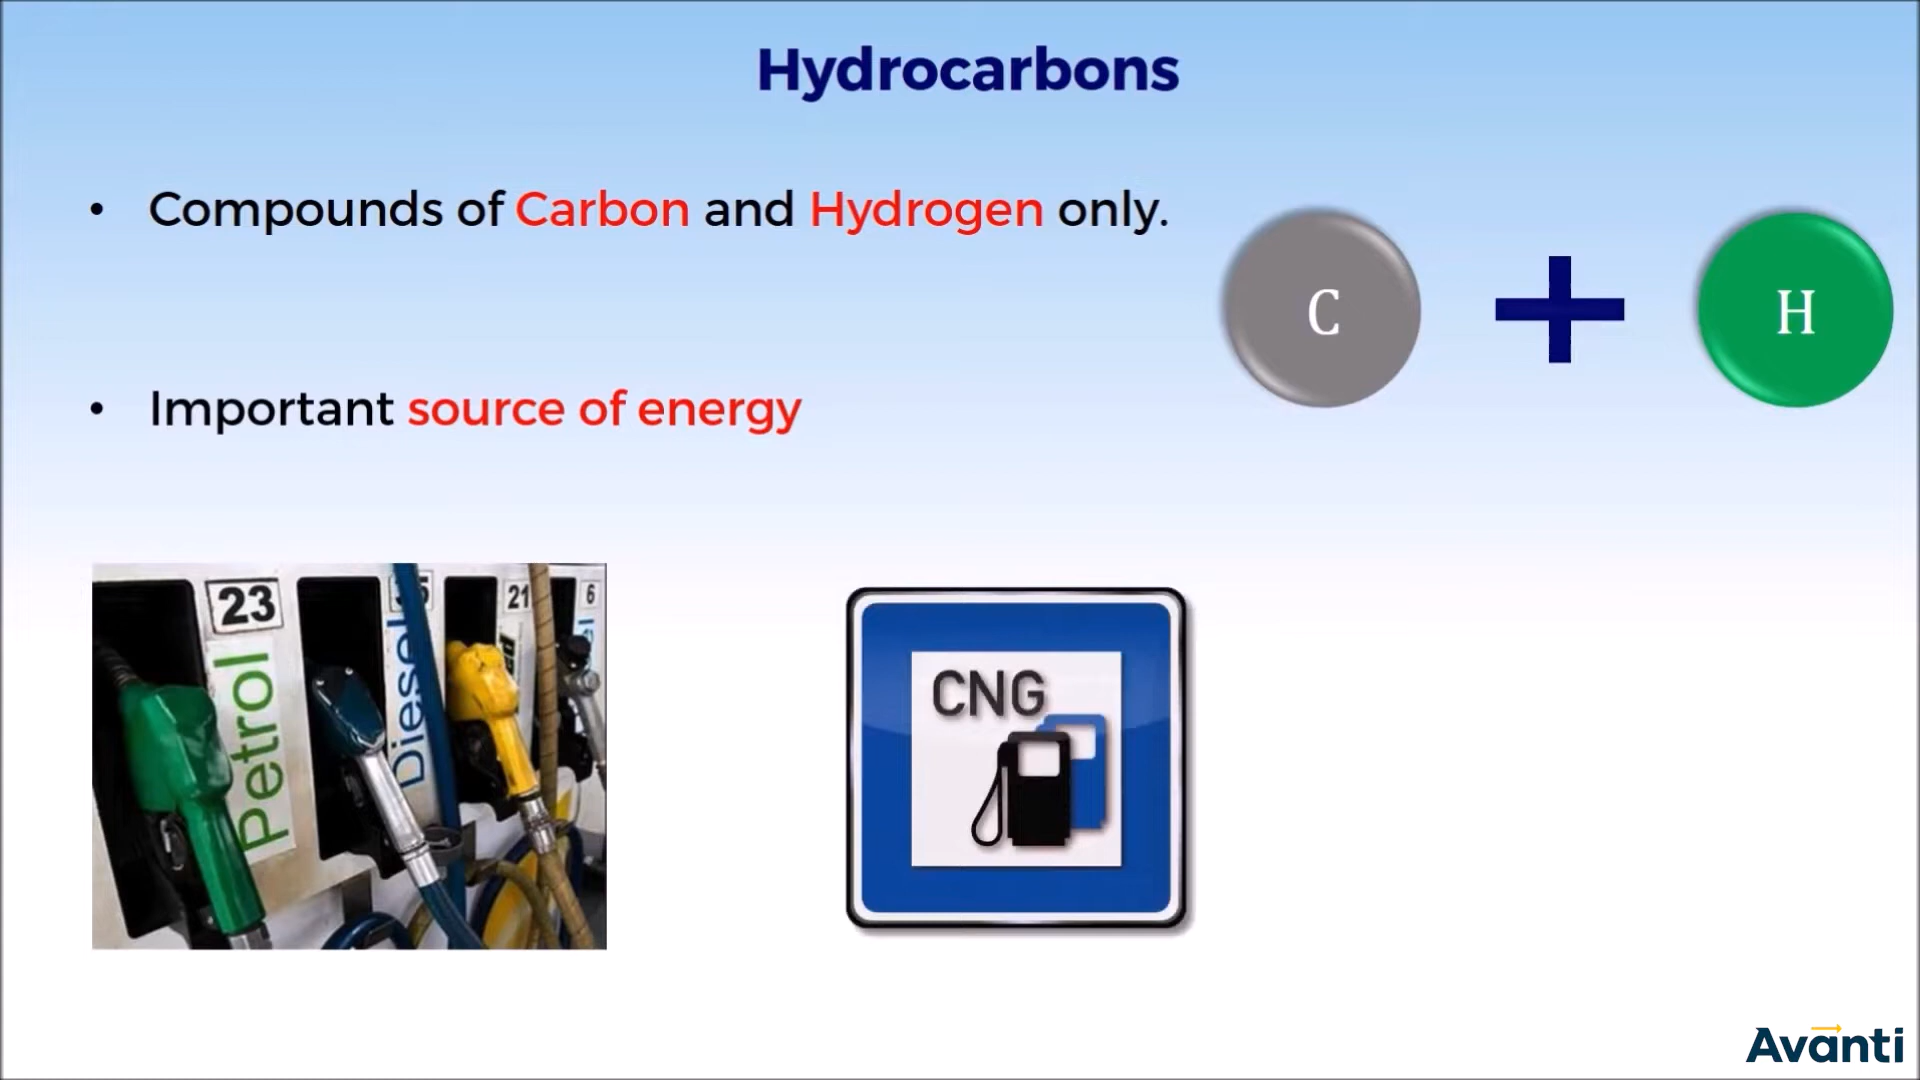 Hydrocarbons
• Compounds of Carbon and Hydrogen only.
C
H
• Important source of energy
23
21
6
Petrol
Diesel
CNG
Avanti